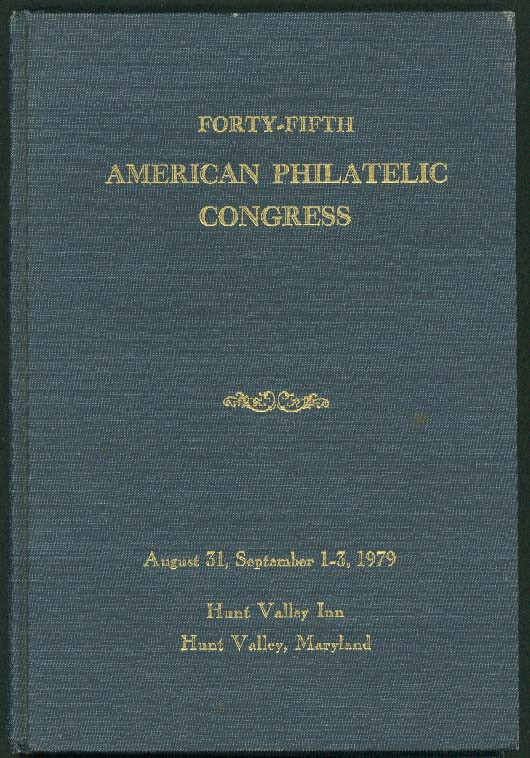 FORTY-FIFTH
AMERICAN PHILATELIC
CONGRESS
August 31, September 1-3, 1979
Hunt Valley Inn
Hunt Valley, Maryland